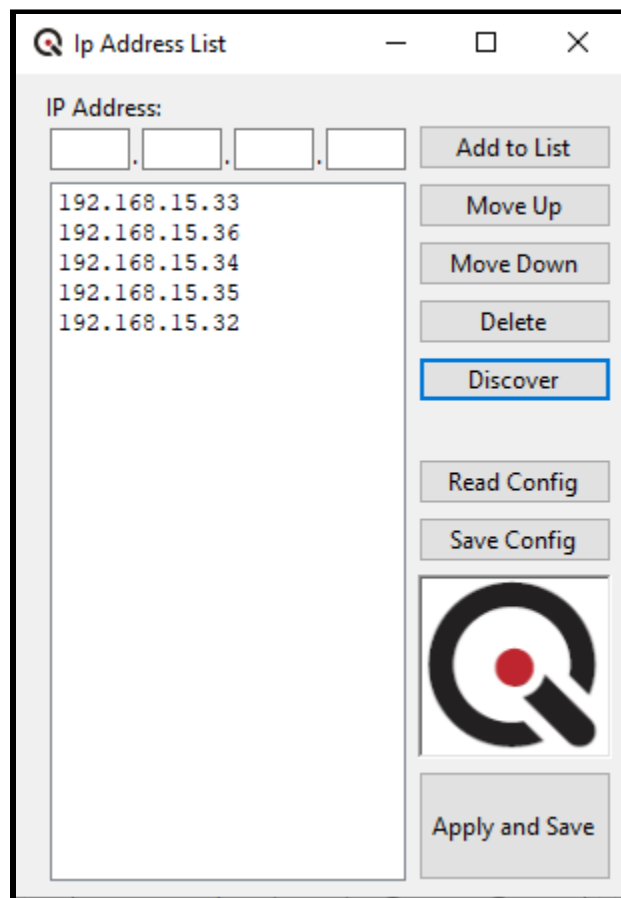 Ip Address List
IP Address:
. . .
Add to List
192.168.15.33
192.168.15.36
192.168.15.34
192.168.15.35
192.168.15.32
Move Up
Move Down
Delete
Discover
Read Config
Save Config
Apply and Save